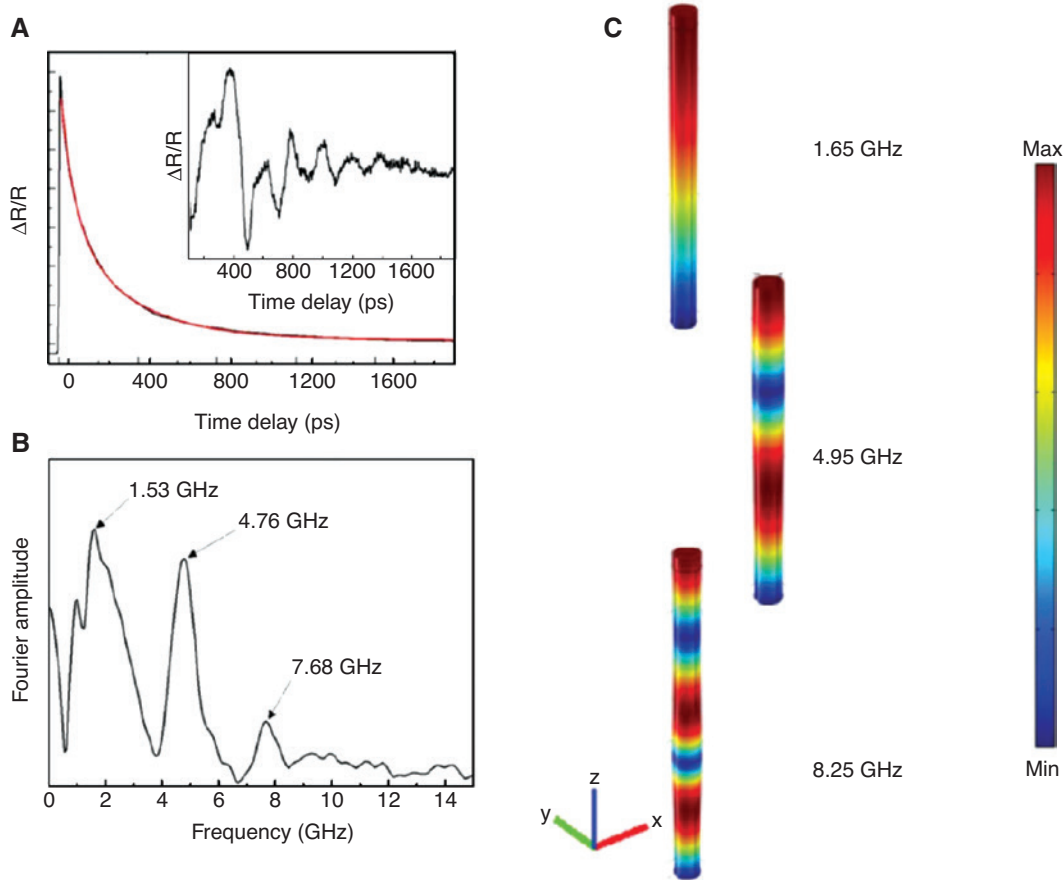 A
ΔR/R
0 400 800 1200 1600
Time delay (ps)
ΔR/R
400 800 1200 1600
Time delay (ps)
B
1.53 GHz
4.76 GHz
7.68 GHz
Fourier amplitude
0 2 4 6 8 10 12 14
Frequency (GHz)
C
1.65 GHz
4.95 GHz
8.25 GHz
Max
Min
z
y
x